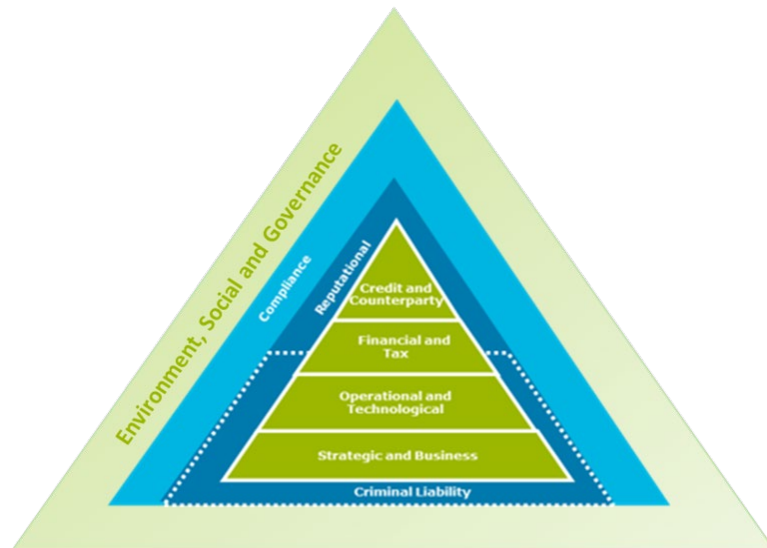 Environment, Social and Governance
Compliance
Reputational
Credit and
Counterparty
Financial and
Tax
Operational and
Technological
Strategic and Business
Criminal Liability